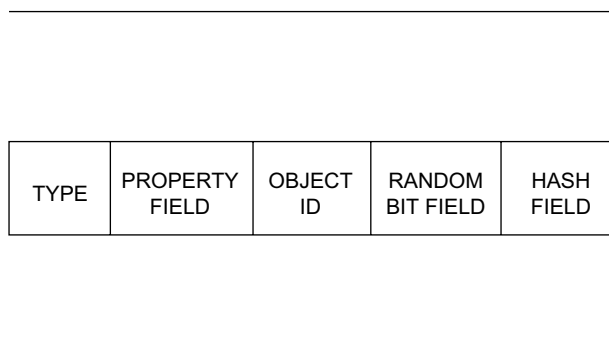 TYPE
PROPERTY
FIELD
OBJECT
ID
RANDOM
BIT FIELD
HASH
FIELD